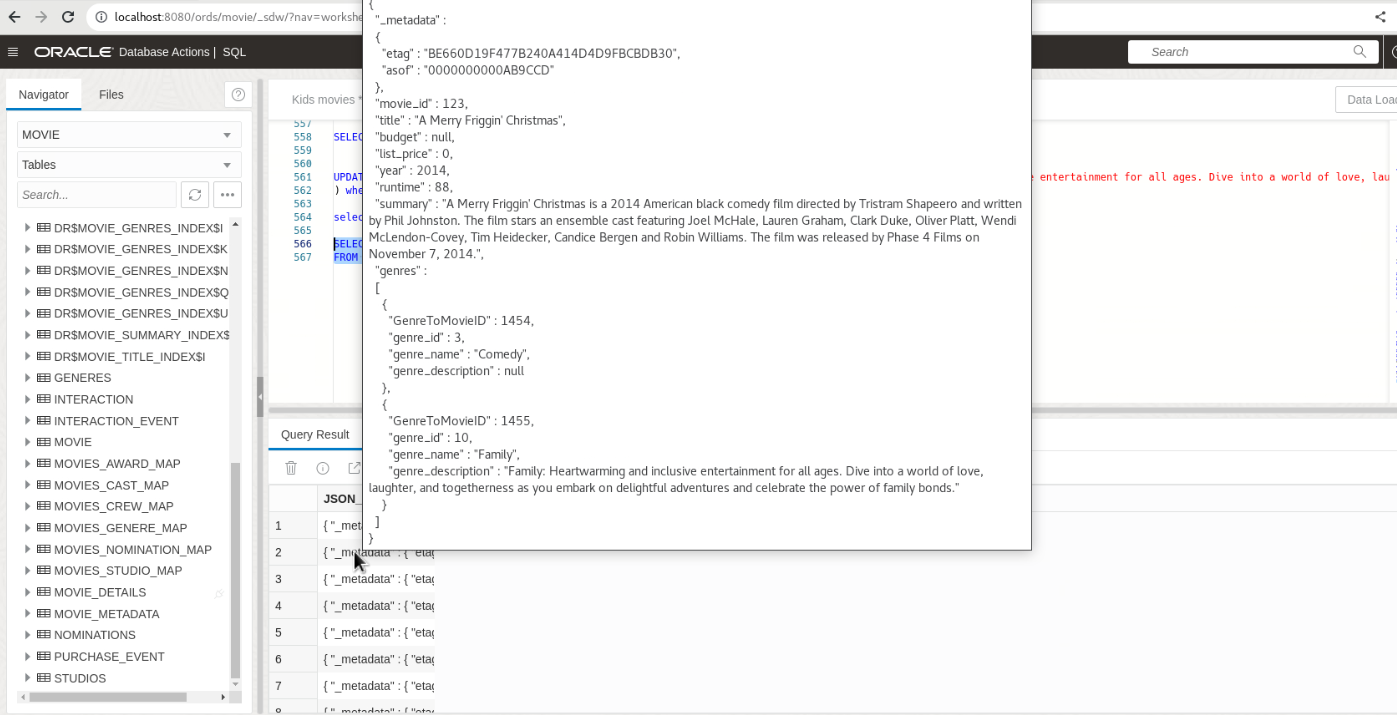 localhost:8080/ords/movie/_sdw/?nav=workshe
ORACLE Database Actions | SQL
Search
Navigator
Files
MOVIE
Tables
Search...
DR$MOVIE_GENRES_INDEX$I
DR$MOVIE_GENRES_INDEX$K
DR$MOVIE_GENRES_INDEX$N
DR$MOVIE_GENRES_INDEX$Q
DR$MOVIE_GENRES_INDEX$U
DR$MOVIE_SUMMARY_INDEX$
DR$MOVIE_TITLE_INDEX$I
GENERES
INTERACTION
INTERACTION_EVENT
MOVIE
MOVIES_AWARD_MAP
MOVIES_CAST_MAP
MOVIES_CREW_MAP
MOVIES_GENERE_MAP
MOVIES_NOMINATION_MAP
MOVIES_STUDIO_MAP
MOVIE_DETAILS
MOVIE_METADATA
NOMINATIONS
PURCHASE_EVENT
STUDIOS
Kids movies *
Data Loa
557
558 SELEC
559
560
561 UPDAT
e entertainment for all ages. Dive into a world of love, lau
562 ) whe
563
564 selec
565
566 SELEC
567 FROM
{
"_metadata" :
{
"etag" : "BE660D19F477B240A414D4D9FBCBDB30",
"asof" : "0000000000AB9CCD"
},
"movie_id" : 123,
"title" : "A Merry Friggin' Christmas",
"budget" : null,
"list_price" : 0,
"year" : 2014,
"runtime" : 88,
"summary" : "A Merry Friggin' Christmas is a 2014 American black comedy film directed by Tristram Shapeero and written
by Phil Johnston. The film stars an ensemble cast featuring Joel McHale, Lauren Graham, Clark Duke, Oliver Platt, Wendi
McLendon-Covey, Tim Heidecker, Candice Bergen and Robin Williams. The film was released by Phase 4 Films on
November 7, 2014.",
"genres" :
[
{
"GenreToMovieID" : 1454,
"genre_id" : 3,
"genre_name" : "Comedy",
"genre_description" : null
},
{
"GenreToMovieID" : 1455,
"genre_id" : 10,
"genre_name" : "Family",
"genre_description" : "Family: Heartwarming and inclusive entertainment for all ages. Dive into a world of love,
laughter, and togetherness as you embark on delightful adventures and celebrate the power of family bonds."
}
]
}
Query Result
JSON_
1 { "_meta
2 { "_metadata" : { "etag
3 { "_metadata" : { "etag
4 { "_metadata" : { "etag
5 { "_metadata" : { "etag
6 { "_metadata" : { "etag
7 { "_metadata" : { "etag
8 { "_metadata" : { "etag